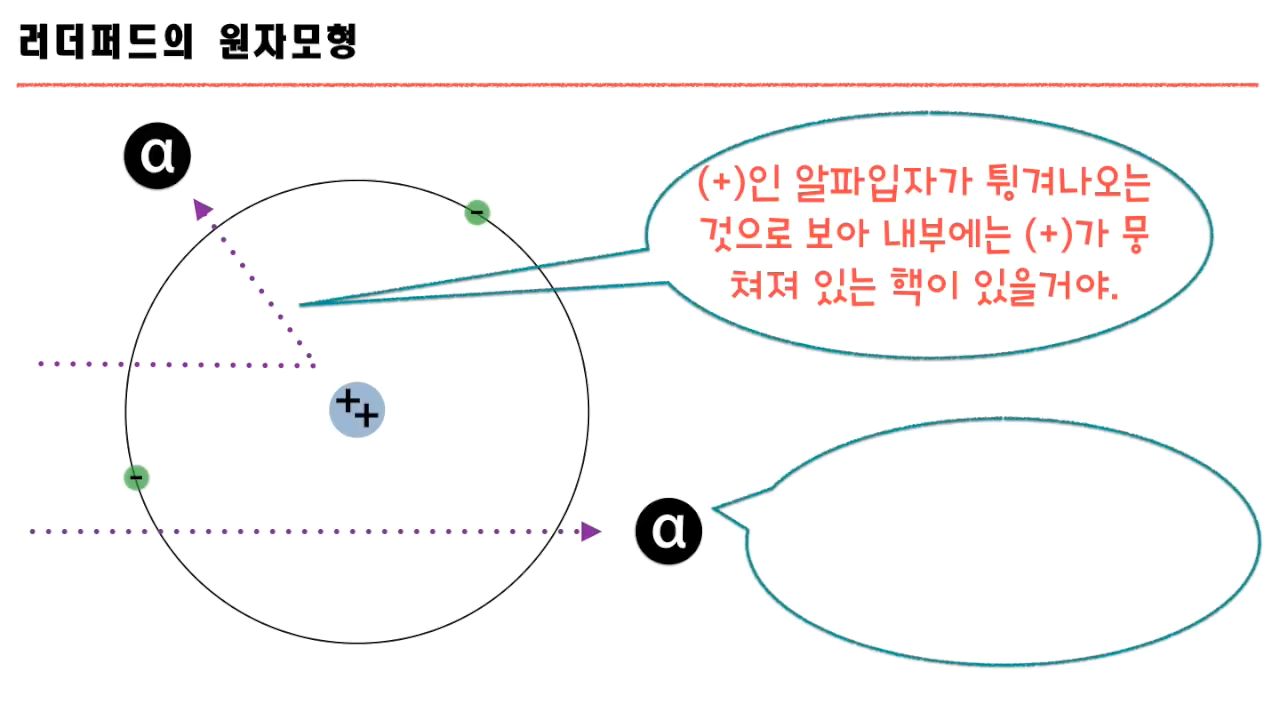 러더퍼드의 원자모형
α
-
(+)인 알파입자가 튕겨나오는
것으로 보아 내부에는 (+)가 뭉
쳐져 있는 핵이 있을거야.
++
-
α